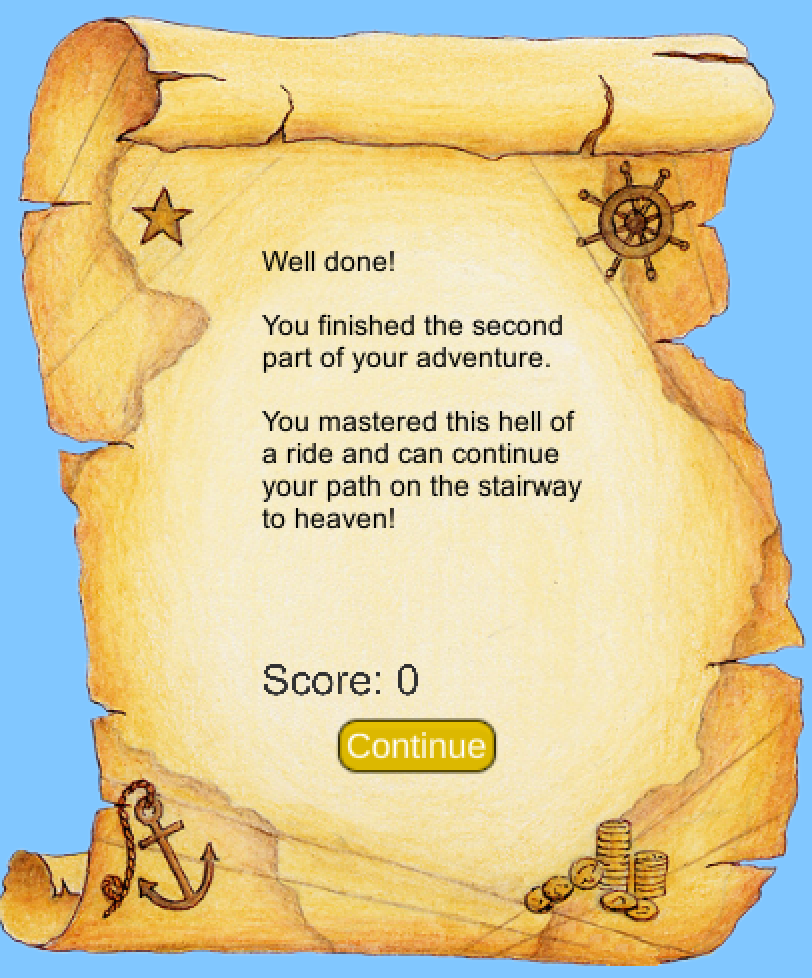 Well done!
You finished the second
part of your adventure.
You mastered this hell of
a ride and can continue
your path on the stairway
to heaven!
Score: 0
Continue